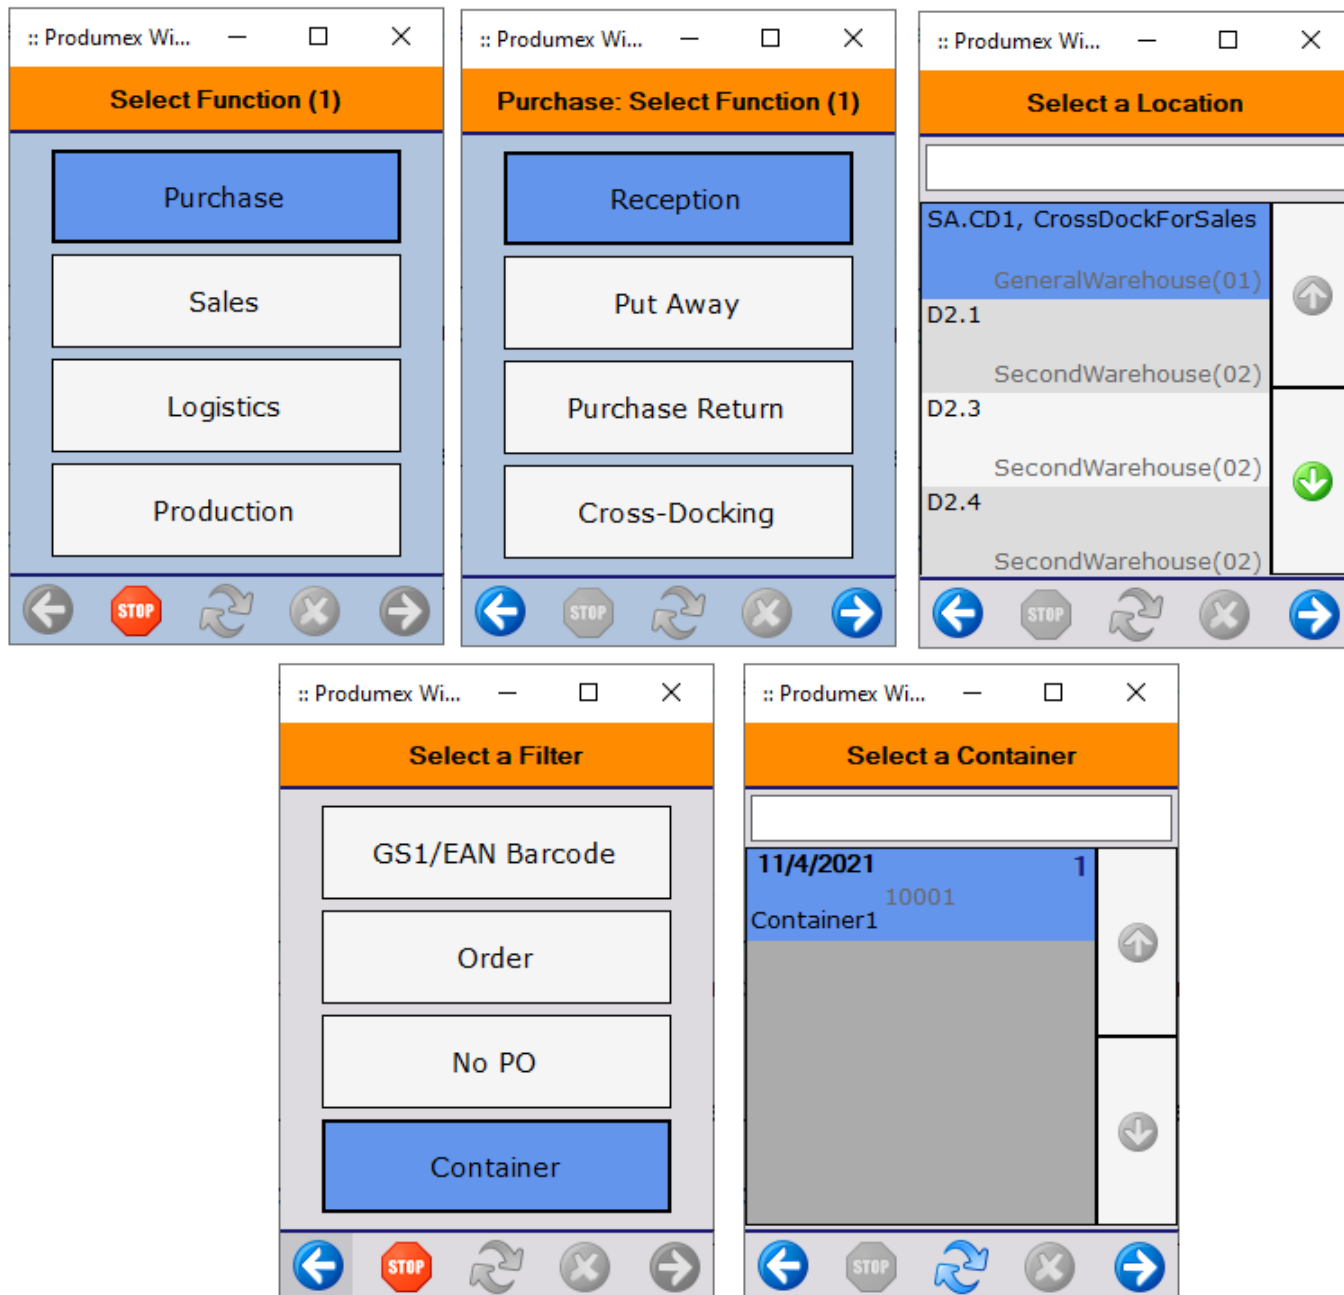 :: Produmex Wi...
Select Function (1)
Purchase
Sales
Logistics
Production
STOP
:: Produmex Wi...
Purchase: Select Function (1)
Reception
Put Away
Purchase Return
Cross-Docking
STOP
:: Produmex Wi...
Select a Location
SA.CD1, CrossDockForSales
GeneralWarehouse(01)
D2.1
SecondWarehouse(02)
D2.3
SecondWarehouse(02)
D2.4
SecondWarehouse(02)
STOP
:: Produmex Wi...
Select a Filter
GS1/EAN Barcode
Order
No PO
Container
STOP
:: Produmex Wi...
Select a Container
11/4/2021 1
10001
Container1
STOP